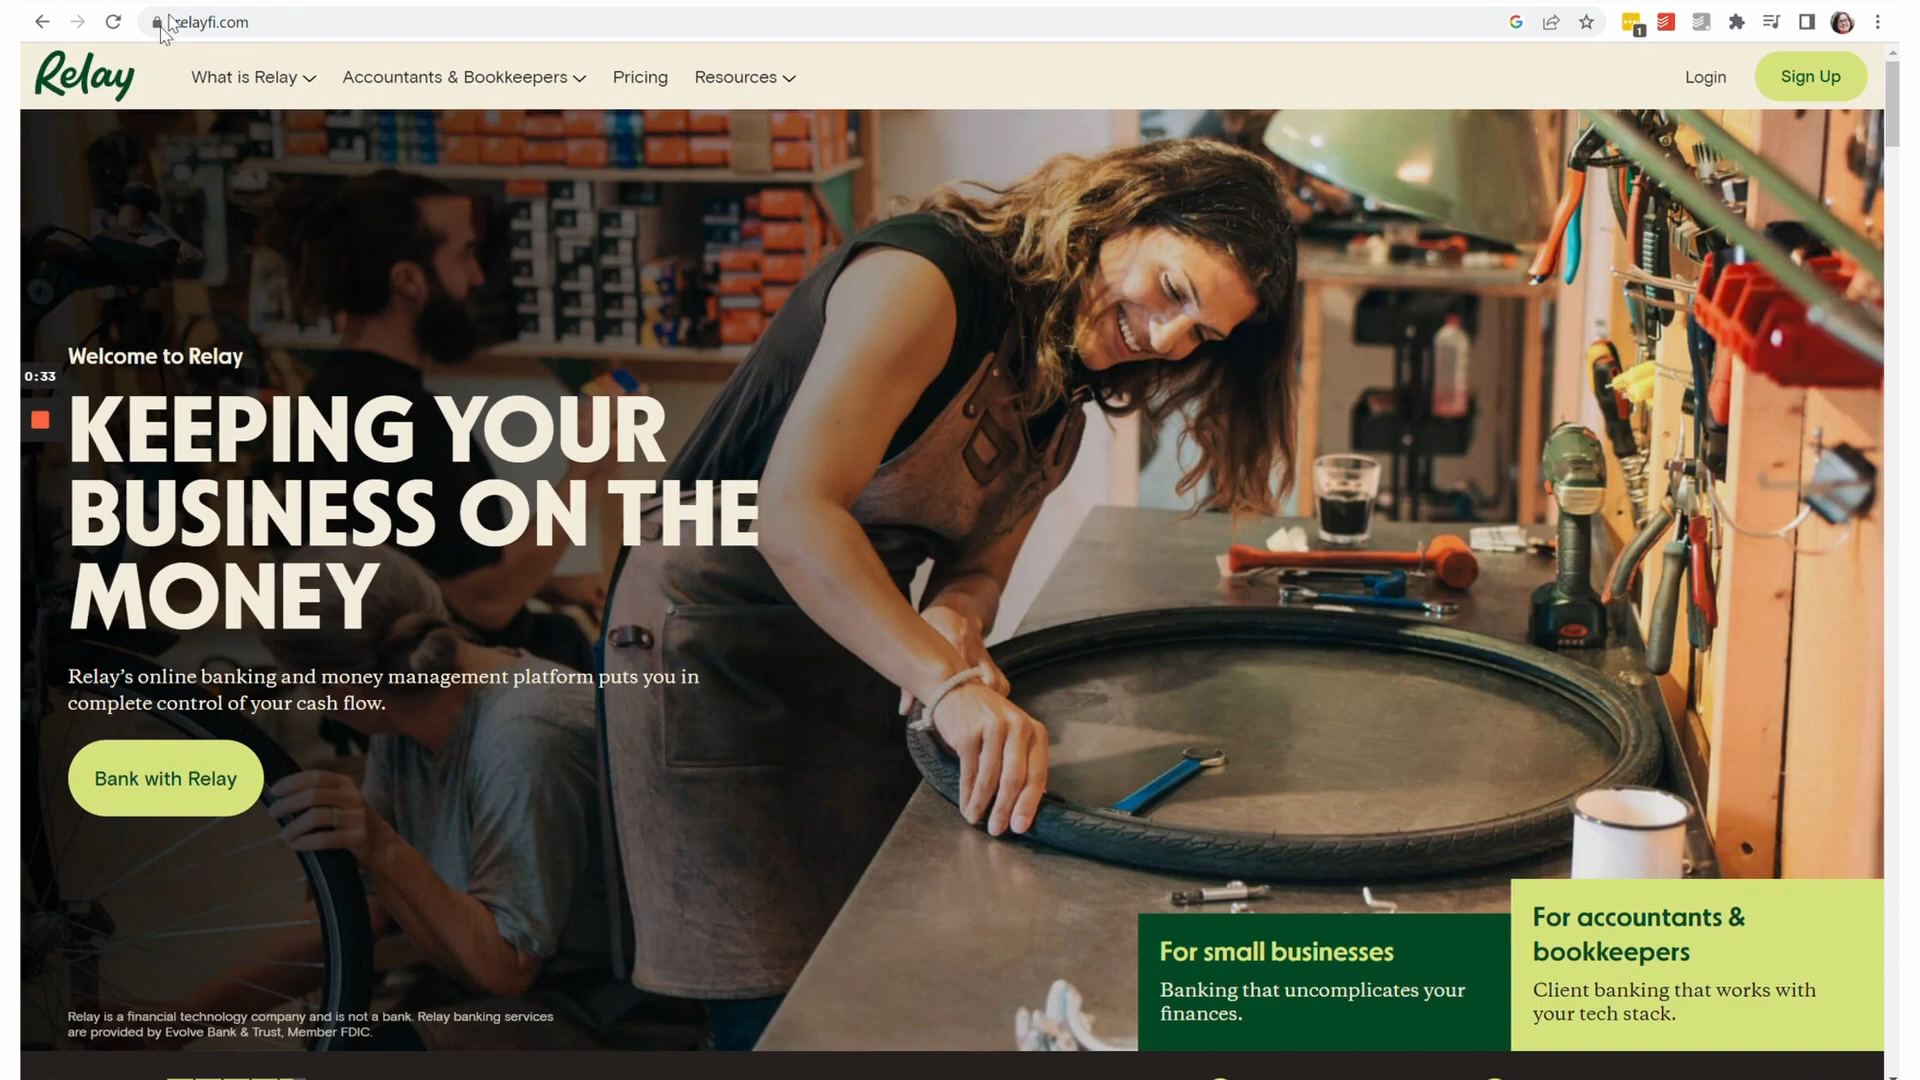 relayfi.com
1
Relay
What is Relay
Accountants & Bookkeepers
Pricing
Resources
Login
Sign Up
Welcome to Relay
0:33
KEEPING YOUR
BUSINESS ON THE
MONEY
Relay's online banking and money management platform puts you in
complete control of your cash flow.
Bank with Relay
For small businesses
Banking that uncomplicates your
finances.
For accountants &
bookkeepers
Client banking that works with
your tech stack.
Relay is a financial technology company and is not a bank. Relay banking services
are provided by Evolve Bank & Trust, Member FDIC.